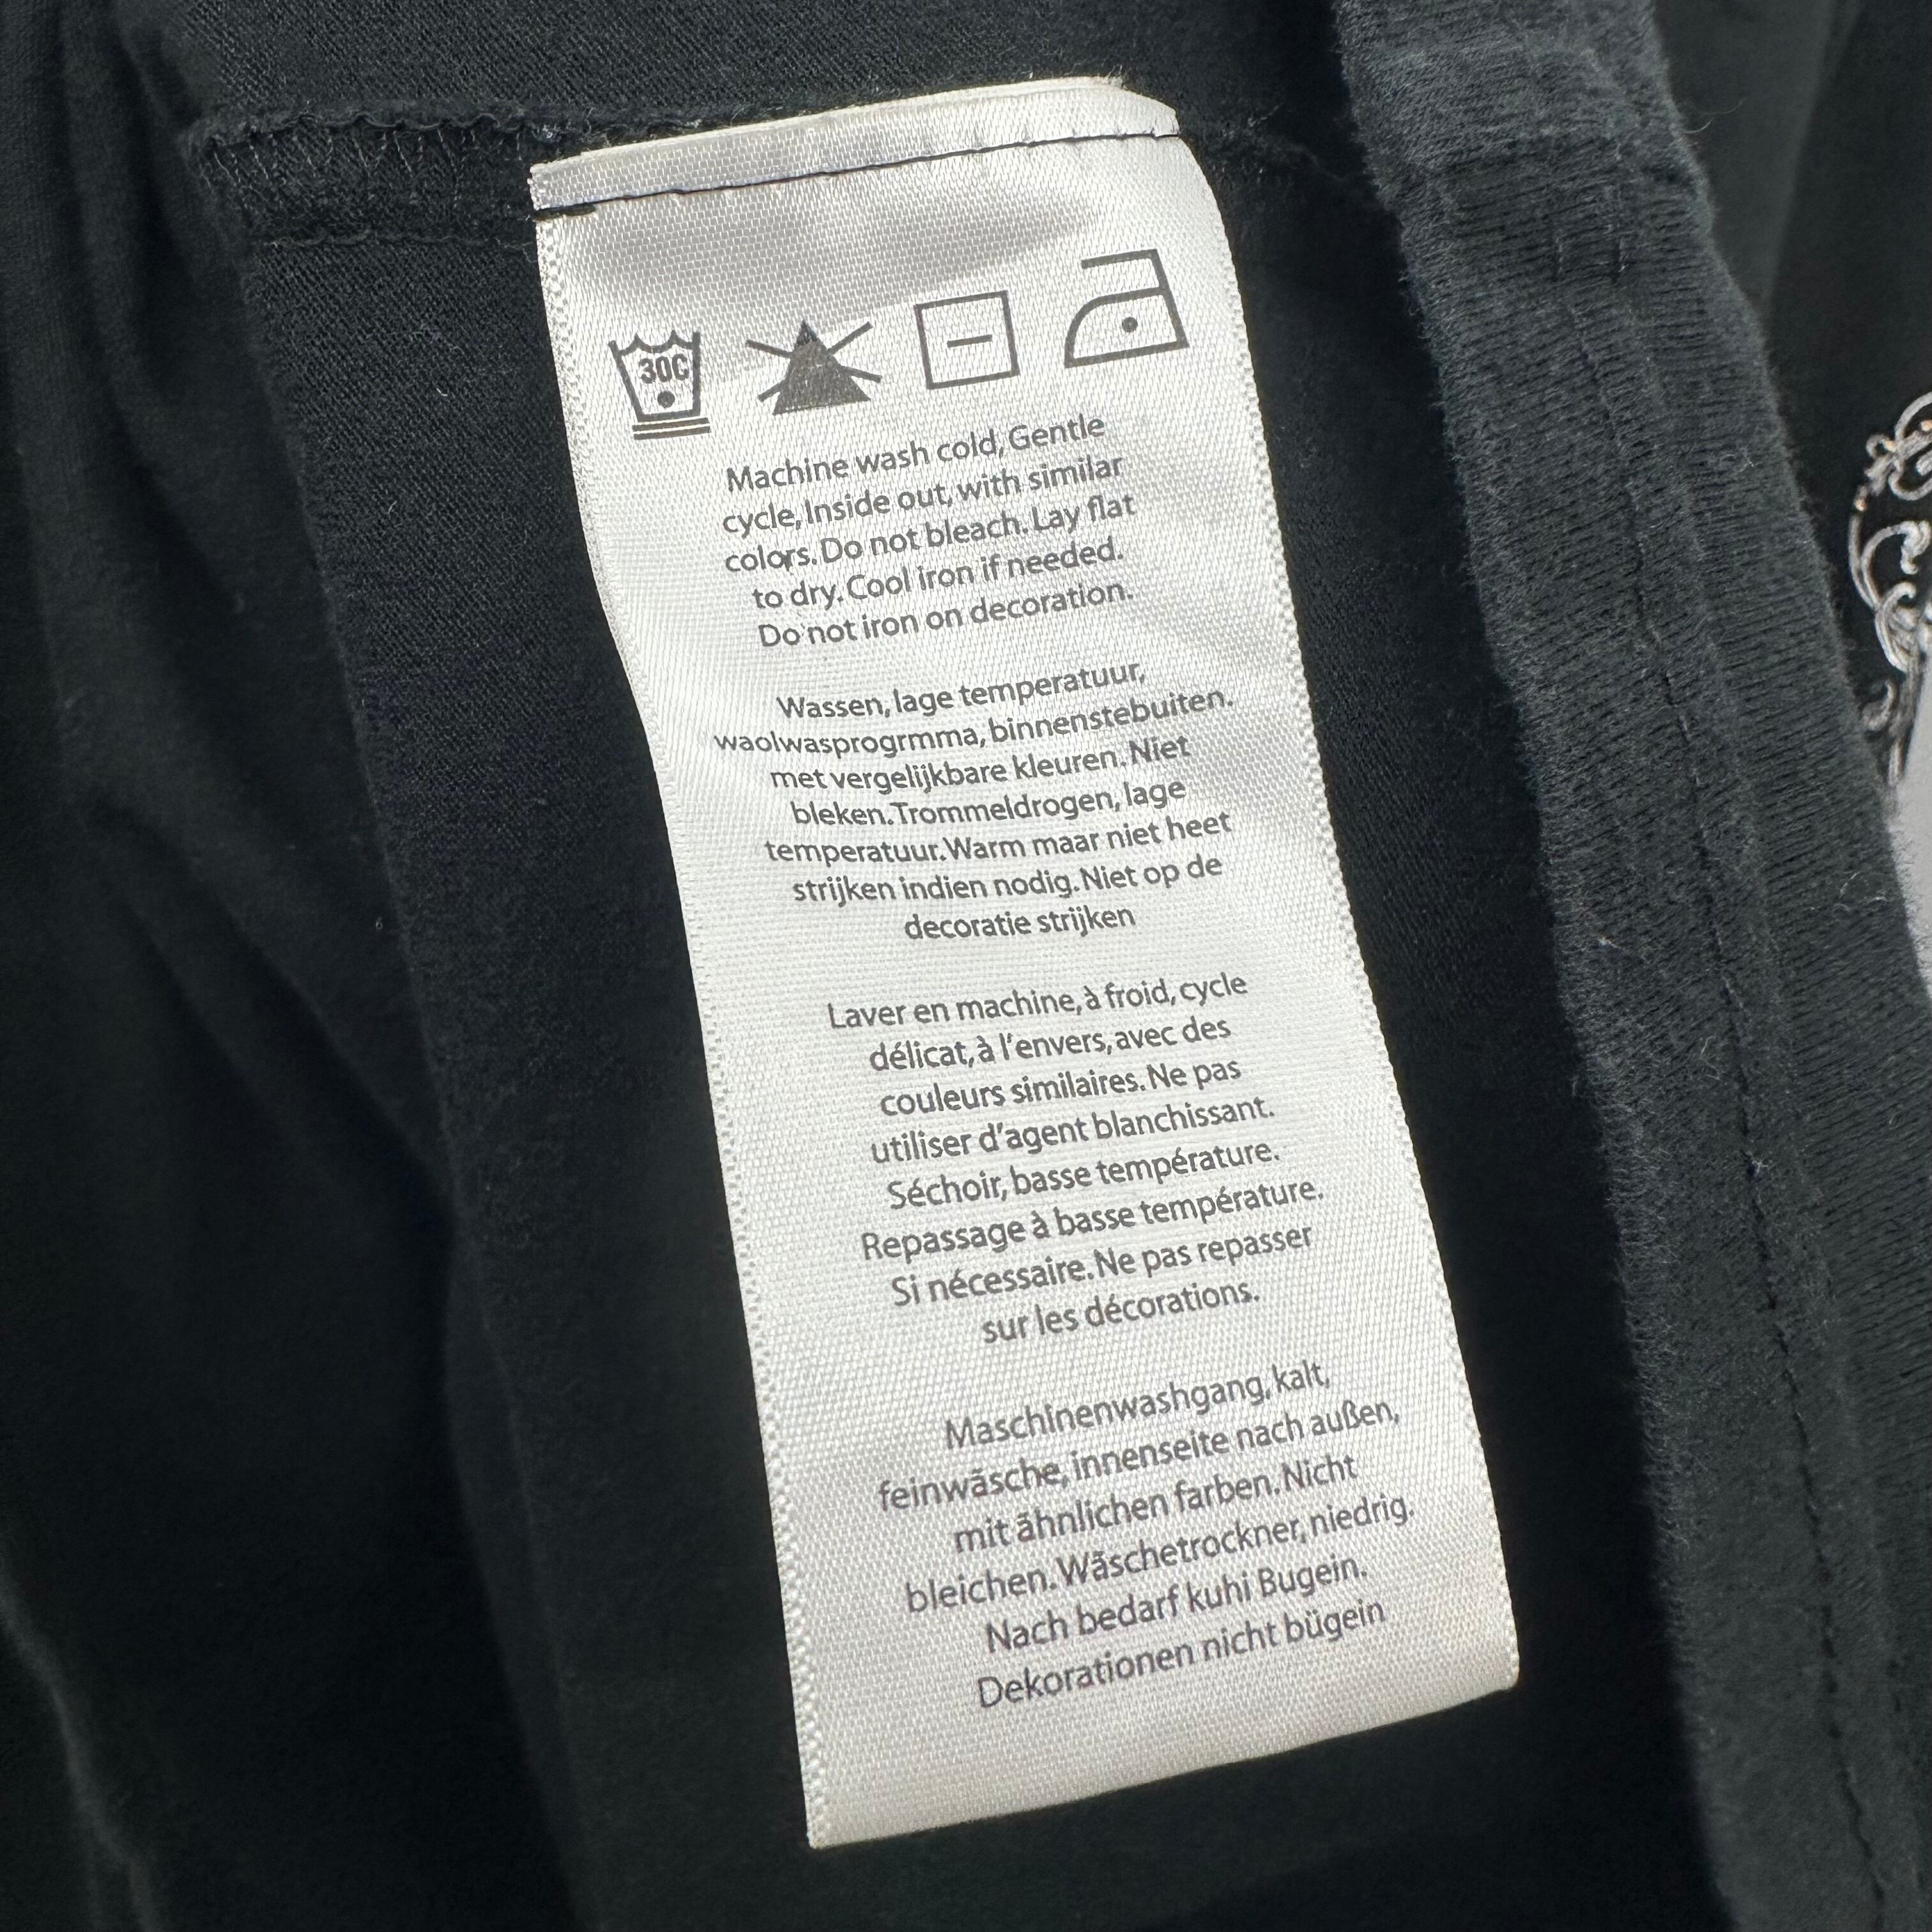 30C
Machine wash cold, Gentle
cycle, Inside out, with similar
colors. Do not bleach. Lay flat
to dry. Cool iron if needed.
Do not iron on decoration.
Wassen, lage temperatuur,
waolwasprogrmma, binnenstebuiten.
met vergelijkbare kleuren. Niet
bleken. Trommeldrogen, lage
temperatuur. Warm maar niet heet
strijken indien nodig. Niet op de
decoratie strijken
Laver en machine, à froid, cycle
délicat, à l'envers, avec des
couleurs similaires. Ne pas
utiliser d'agent blanchissant.
Séchoir, basse température.
Repassage à basse température.
Si nécessaire. Ne pas repasser
sur les décorations.
Maschinenwashgang, kalt,
feinwãsche, innenseite nach außen,
mit ãhnlichen farben. Nicht
bleichen. Wãschetrockner, niedrig.
Nach bedarf kuhi Bugein.
Dekorationen nicht bügein